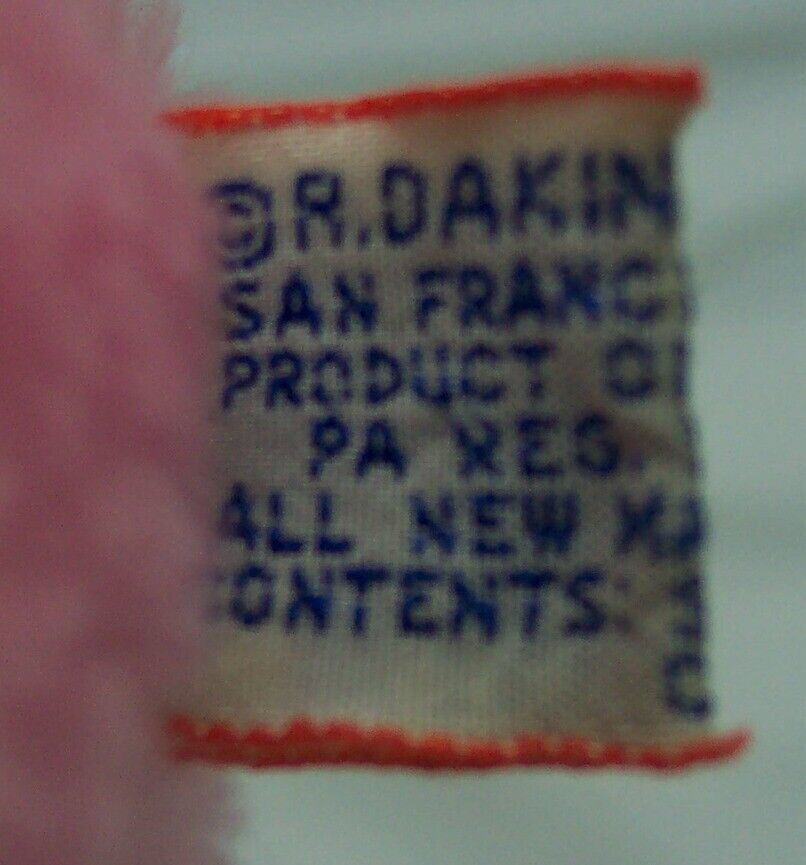 © R. DAKIN
SAN FRANC
PRODUCT O
PA REG.
ALL NEW MA
CONTENTS: